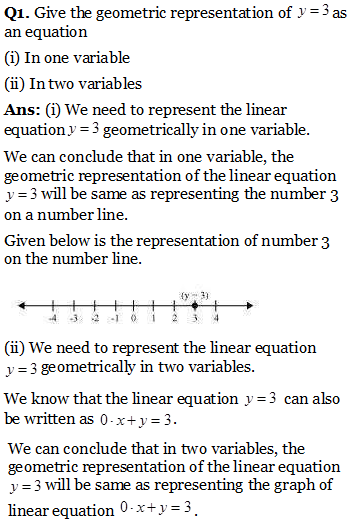 Q1. Give the geometric representation of y = 3 as
an equation
(i) In one variable
(ii) In two variables
Ans: (i) We need to represent the linear
equation y = 3 geometrically in one variable.
We can conclude that in one variable, the
geometric representation of the linear equation
y = 3 will be same as representing the number 3
on a number line.
Given below is the representation of number 3
on the number line.
(y = 3)
-4 -3 -2 -1 0 1 2 3 4
(ii) We need to represent the linear equation
y = 3 geometrically in two variables.
We know that the linear equation y = 3 can also
be written as 0·x + y = 3.
We can conclude that in two variables, the
geometric representation of the linear equation
y = 3 will be same as representing the graph of
linear equation 0·x + y = 3.